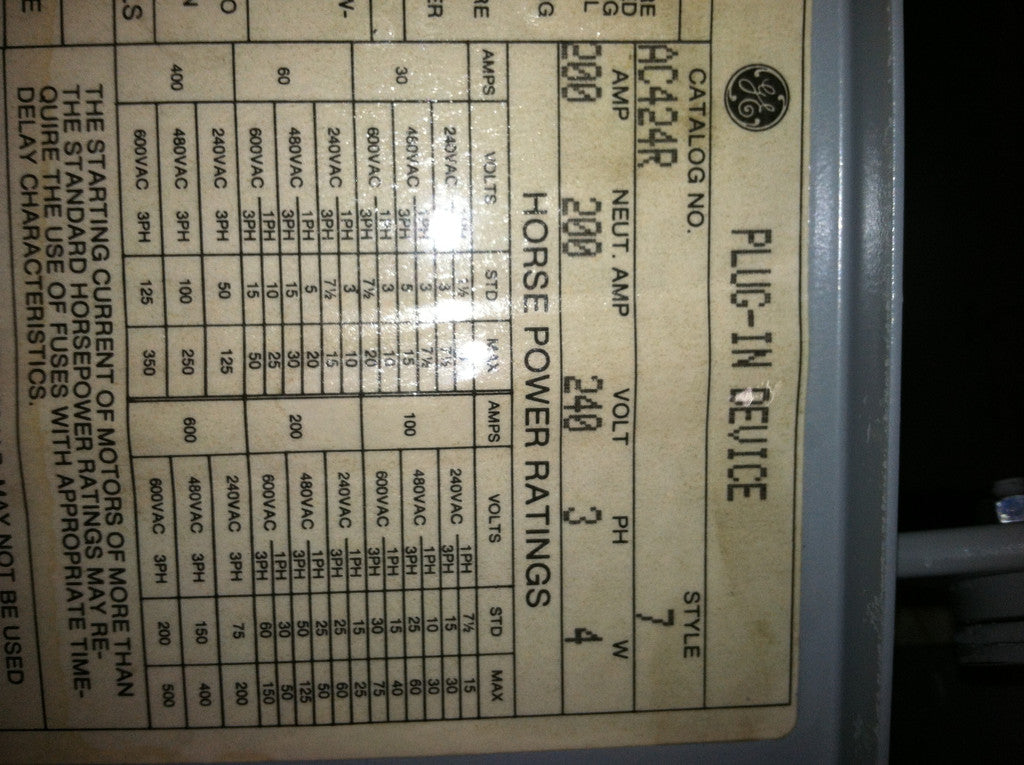 GE
PLUG-IN DEVICE
CATALOG NO. STYLE
AC424R 7
AMP NEUT. AMP VOLT PH W
200 200 240 3 4
HORSE POWER RATINGS
AMPS VOLTS STD MAX AMPS VOLTS STD MAX
30 240VAC 100 240VAC 1PH 7½ 15
3 7½ 3PH 15 30
480VAC 1PH 3 7½ 480VAC 1PH 10 30
3PH 5 15 3PH 25 60
600VAC 1PH 3 10 600VAC 1PH 15 40
3PH 7½ 20 3PH 30 75
60 240VAC 1PH 3 10 200 240VAC 1PH 15 25
3PH 7½ 15 3PH 25 60
480VAC 1PH 5 20 480VAC 1PH 25 50
3PH 15 30 3PH 50 125
600VAC 1PH 10 25 600VAC 1PH 30 50
3PH 15 50 3PH 60 150
400 240VAC 3PH 50 125 600 240VAC 3PH 75 200
480VAC 3PH 100 250 480VAC 3PH 150 400
600VAC 3PH 125 350 600VAC 3PH 200 500
THE STARTING CURRENT OF MOTORS OF MORE THAN
THE STANDARD HORSEPOWER RATINGS MAY RE-
QUIRE THE USE OF FUSES WITH APPROPRIATE TIME-
DELAY CHARACTERISTICS.
MAY NOT BE USED